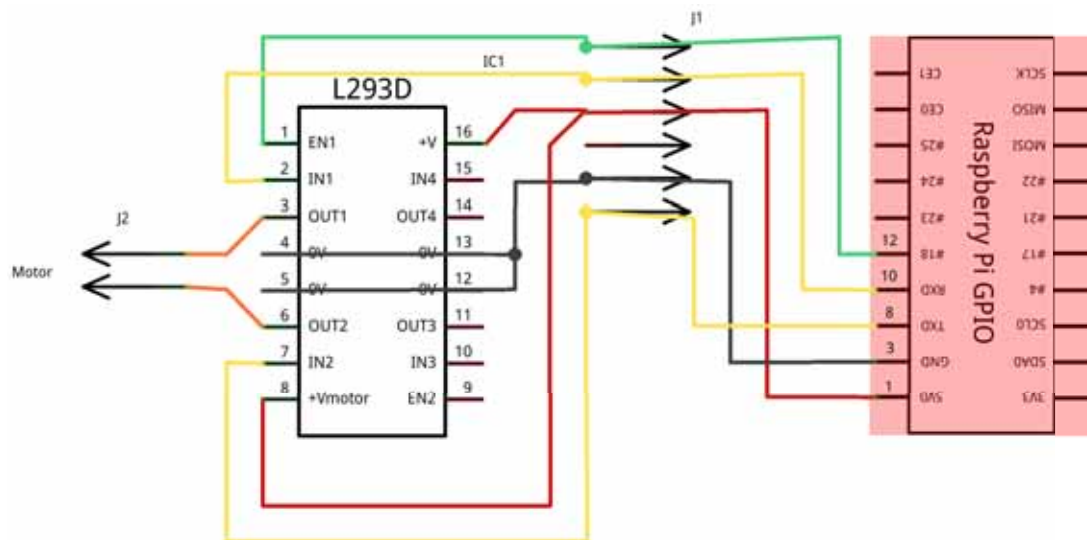 J1
IC1
L293D
1 EN1 +V 16
2 IN1 IN4 15
3 OUT1 OUT4 14
4 0V 0V 13
5 0V 0V 12
6 OUT2 OUT3 11
7 IN2 IN3 10
8 +Vmotor EN2 9
J2
Motor
Raspberry Pi GPIO
CE1 SCLK
CE0 MISO
#25 MOSI
#24 #22
#23 #21
12 #18 #17
10 RXD #4
8 TXD SCL0
3 GND SDA0
1 5V0 3V3